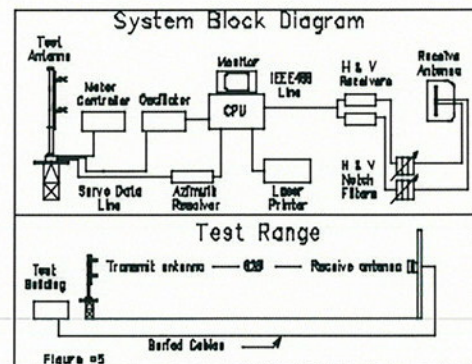 System Block Diagram
Test
Antenna
Motor
Controller
Oscillator
Monitor
CPU
IEEE488
Line
H & V
Receivers
Receive
Antenna
Servo Data
Line
Azimuth
Resolver
Laser
Printer
H & V
Notch
Filters
Test Range
Test
Building
Transmit antenna
Receive antenna
Buried Cables
Figure #5